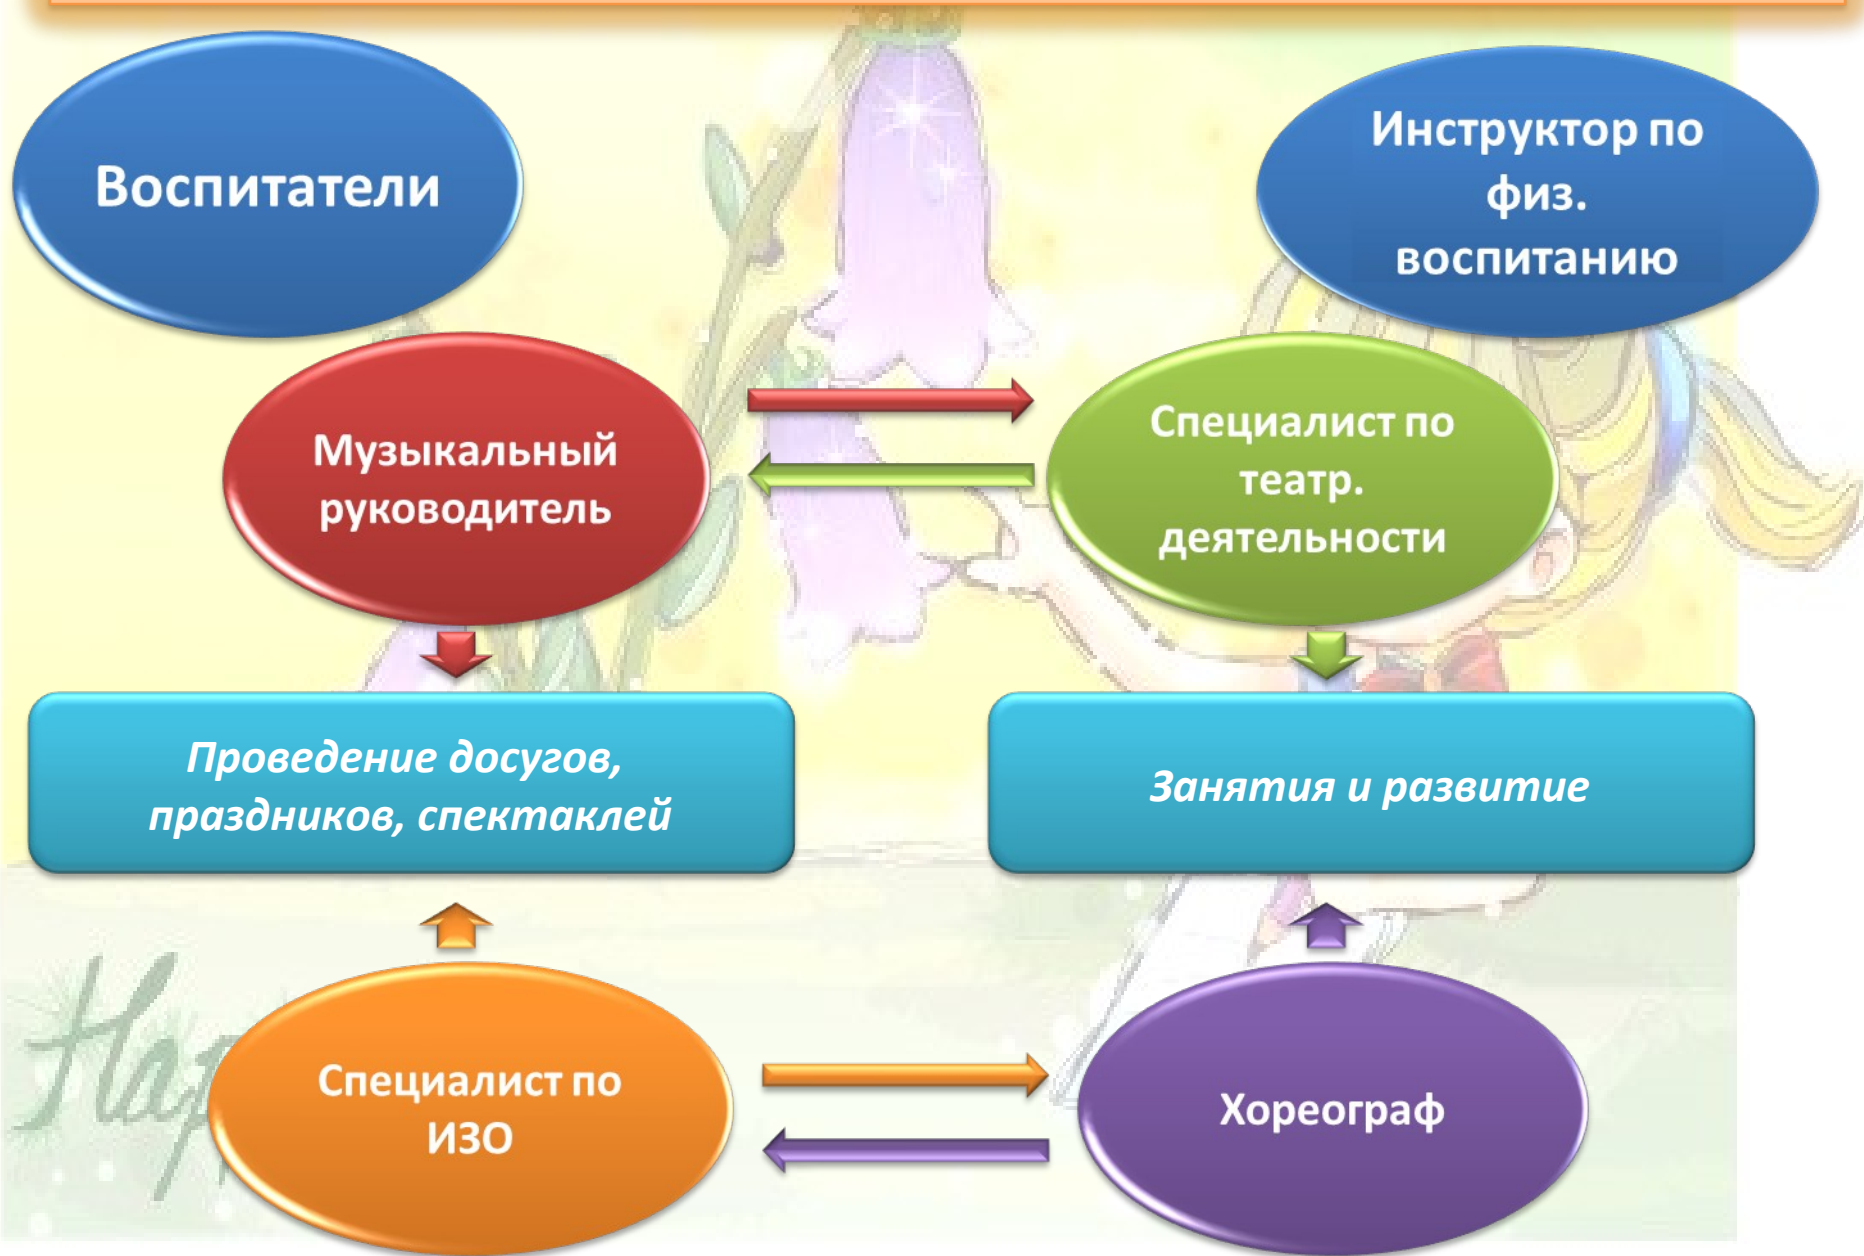 Воспитатели
Инструктор по
физ.
воспитанию
Музыкальный
руководитель
Специалист по
театр.
деятельности
Проведение досугов,
праздников, спектаклей
Занятия и развитие
Специалист по
ИЗО
Хореограф